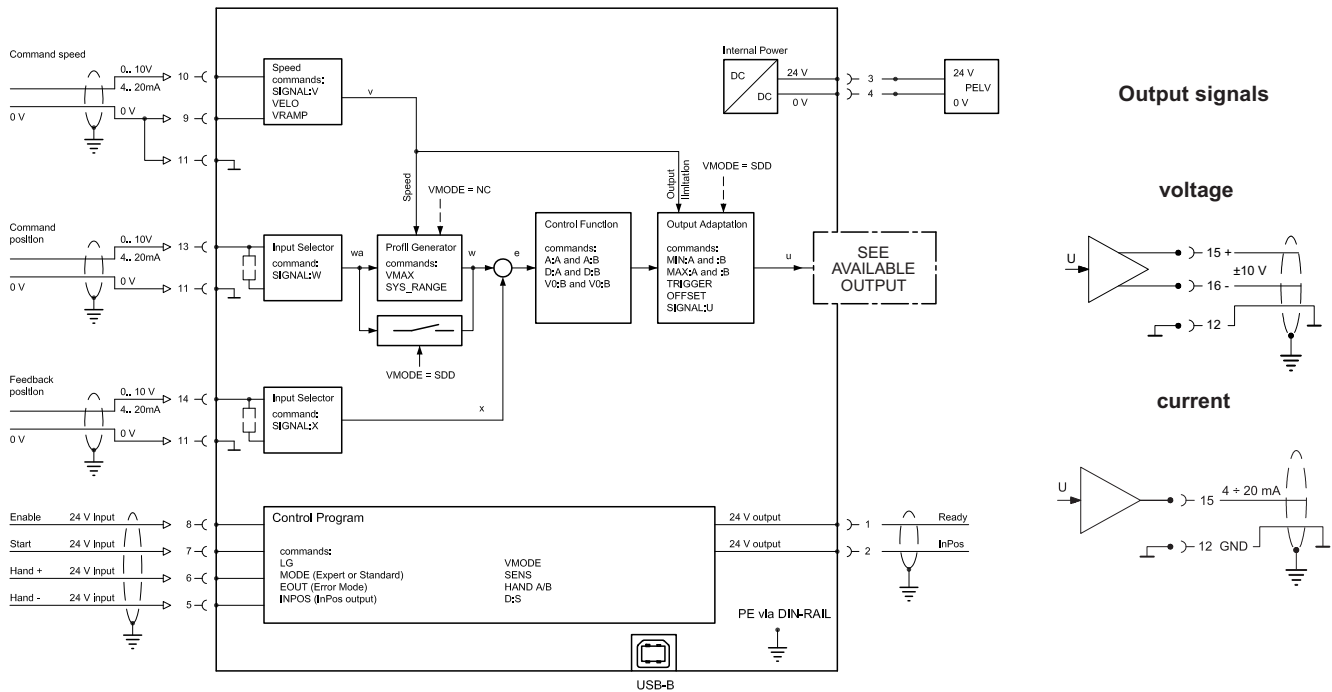 Command speed
0.. 10V
4.. 20mA
0 V
0 V
10
9
11
Speed
commands:
SIGNAL:V
VELO
VRAMP
v
Internal Power
DC
DC
24 V
0 V
3
4
24 V
PELV
0 V
Speed
VMODE = NC
Output
limitation
VMODE = SDD
Command
position
0.. 10V
4.. 20mA
0 V
0 V
13
11
Input Selector
command:
SIGNAL:W
wa
Profil Generator
commands:
VMAX
SYS_RANGE
w
e
Control Function
commands:
A:A and A:B
D:A and D:B
V0:B and V0:B
Output Adaptation
commands:
MIN:A and :B
MAX:A and :B
TRIGGER
OFFSET
SIGNAL:U
u
SEE
AVAILABLE
OUTPUT
VMODE = SDD
Feedback
position
0.. 10 V
4.. 20mA
0 V
0 V
14
11
Input Selector
command:
SIGNAL:X
x
Enable 24 V Input 8
Start 24 V Input 7
Hand + 24 V Input 6
Hand - 24 V input 5
Control Program
commands:
LG
MODE (Expert or Standard)
EOUT (Error Mode)
INPOS (InPos output)
VMODE
SENS
HAND A/B
D:S
24 V output 1 Ready
24 V output 2 InPos
PE via DIN-RAIL
USB-B
Output signals
voltage
U
15 +
±10 V
16 -
12
current
U
15
4 ÷ 20 mA
12 GND